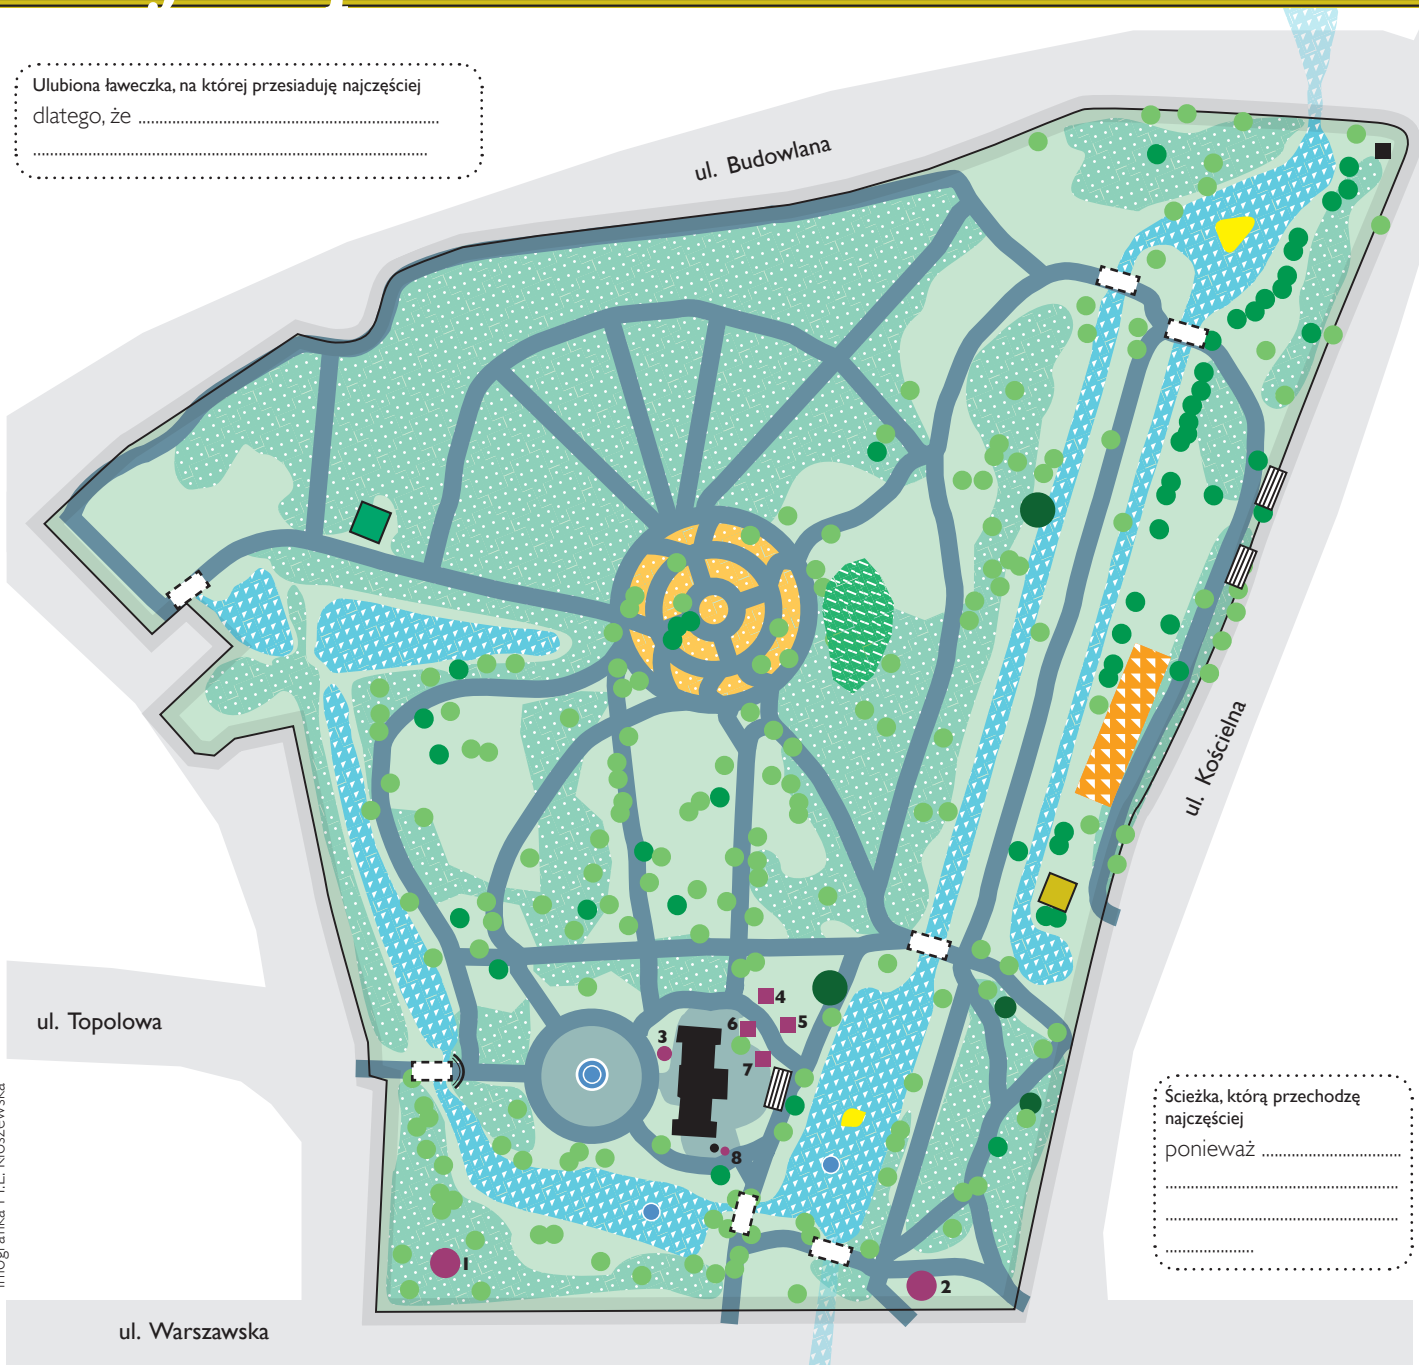 Ulubiona ławeczka, na której przesiaduję najczęściej
dlatego, że ........................................................................
..............................................................................................
ul. Budowlana
ul. Kościelna
ul. Topolowa
4
5
6
3
7
8
1
2
Ścieżka, którą przechodzę
najczęściej
ponieważ .................................
.......................................................
.......................................................
.....................
ul. Warszawska